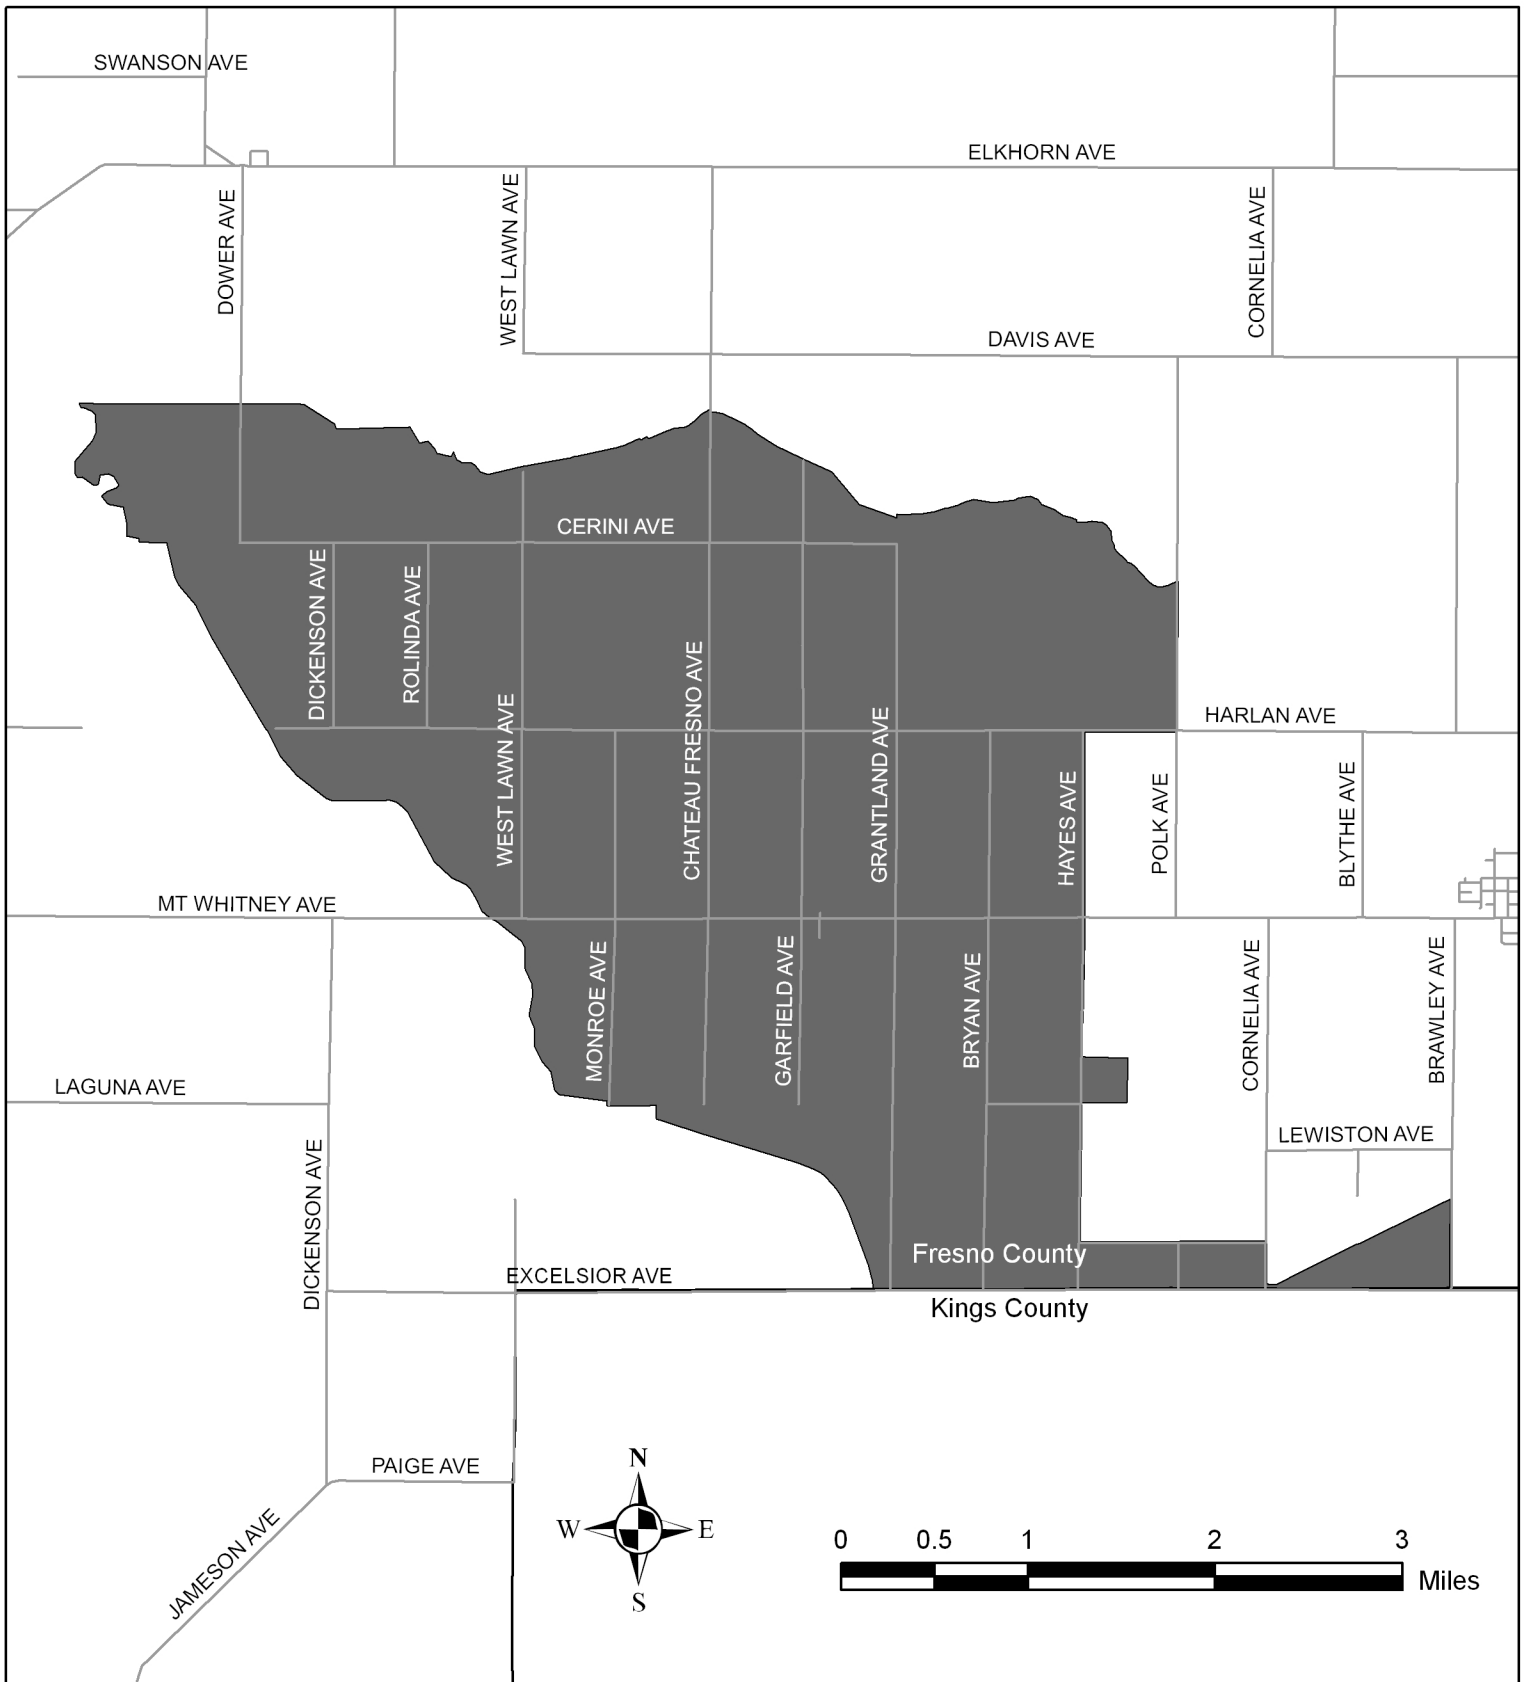 SWANSON AVE
ELKHORN AVE
DOWER AVE
WEST LAWN AVE
CORNELIA AVE
DAVIS AVE
CERINI AVE
DICKENSON AVE
ROLINDA AVE
WEST LAWN AVE
CHATEAU FRESNO AVE
GRANTLAND AVE
HARLAN AVE
HAYES AVE
POLK AVE
BLYTHE AVE
MT WHITNEY AVE
MONROE AVE
GARFIELD AVE
BRYAN AVE
CORNELIA AVE
BRAWLEY AVE
LAGUNA AVE
LEWISTON AVE
DICKENSON AVE
Fresno County
EXCELSIOR AVE
Kings County
PAIGE AVE
JAMESON AVE
N
W E
S
0 0.5 1 2 3
Miles